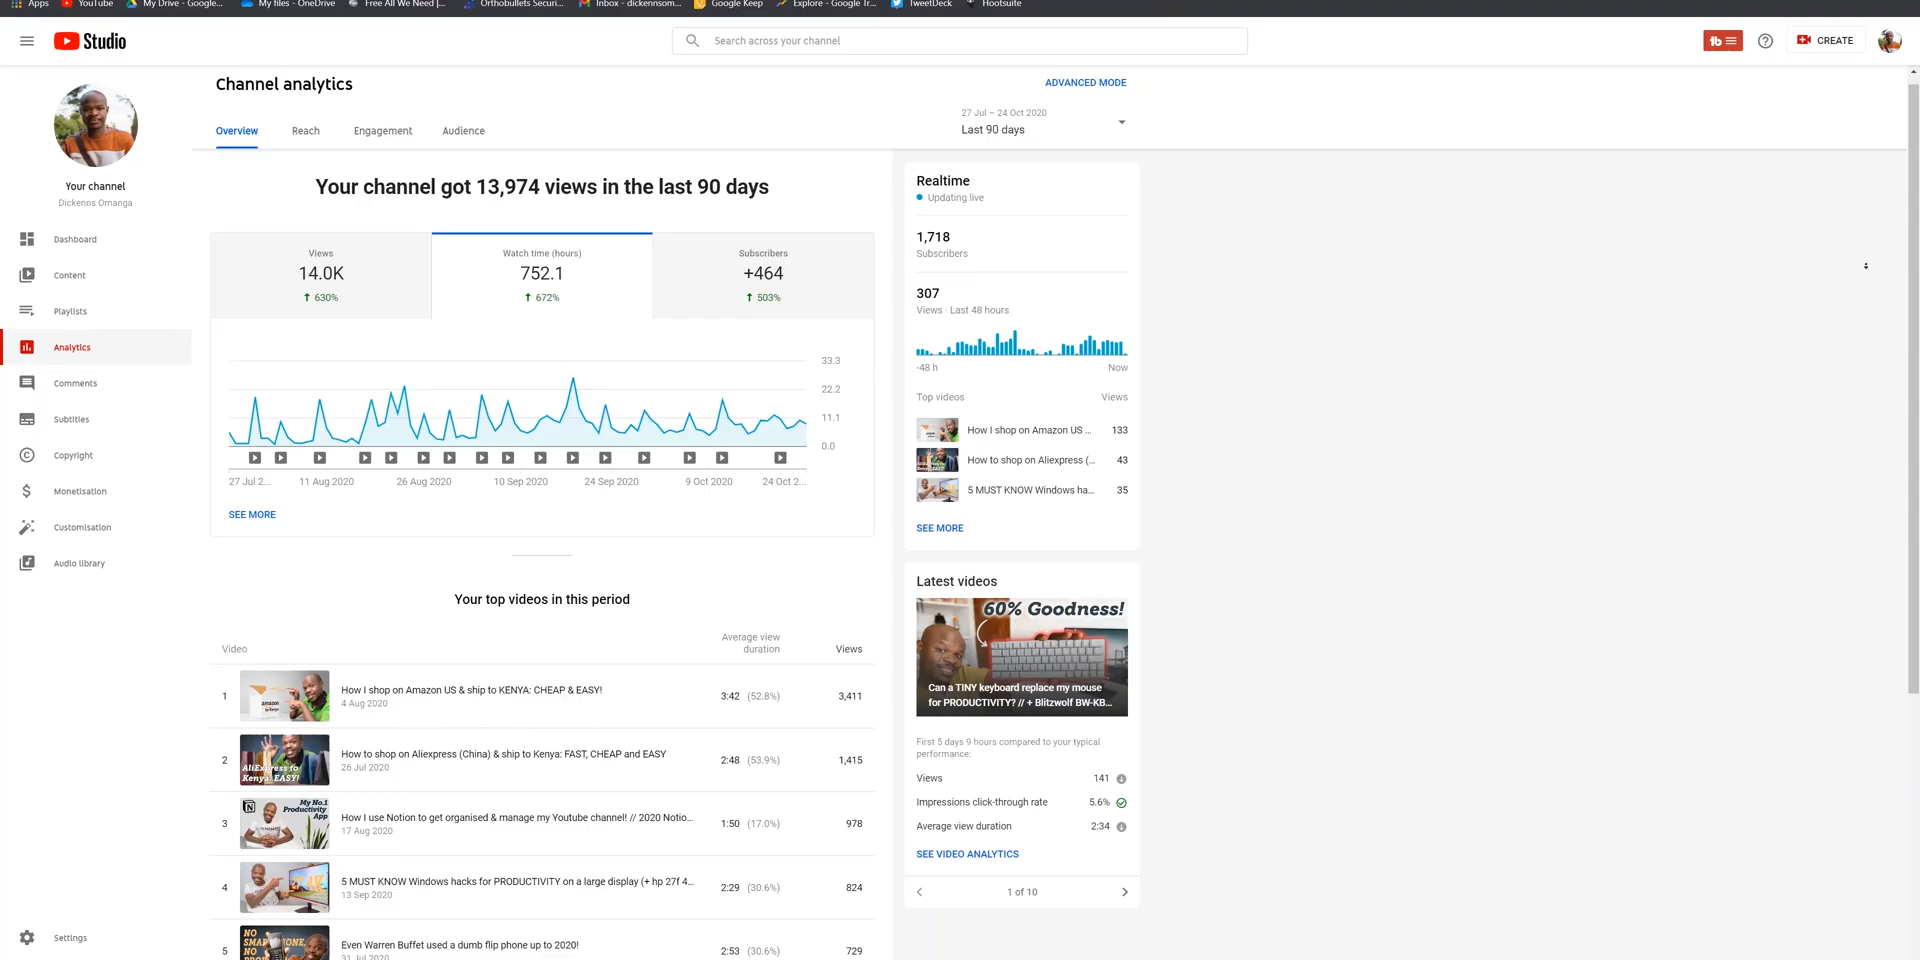 Apps
YouTube
My Drive - Google...
My files - OneDrive
Free All We Need |...
Orthobullets Securi...
Inbox - dickennsom...
Google Keep
Explore - Google Tr...
TweetDeck
Hootsuite
Studio
Search across your channel
tb
CREATE
Channel analytics
ADVANCED MODE
Overview
Reach
Engagement
Audience
27 Jul – 24 Oct 2020
Last 90 days
Your channel
Dickenns Omanga
Dashboard
Content
Playlists
Analytics
Comments
Subtitles
Copyright
Monetisation
Customisation
Audio library
Settings
Your channel got 13,974 views in the last 90 days
Views
14.0K
630%
Watch time (hours)
752.1
672%
Subscribers
+464
503%
33.3
22.2
11.1
0.0
27 Jul 2...
11 Aug 2020
26 Aug 2020
10 Sep 2020
24 Sep 2020
9 Oct 2020
24 Oct 2...
SEE MORE
Your top videos in this period
Video
Average view
duration
Views
1
How I shop on Amazon US & ship to KENYA: CHEAP & EASY!
4 Aug 2020
3:42 (52.8%)
3,411
2
AliExpress to
Kenya: EASY!
How to shop on Aliexpress (China) & ship to Kenya: FAST, CHEAP and EASY
26 Jul 2020
2:48 (53.9%)
1,415
3
My No.1
Productivity
App
How I use Notion to get organised & manage my Youtube channel! // 2020 Notio...
17 Aug 2020
1:50 (17.0%)
978
4
5 MUST KNOW Windows hacks for PRODUCTIVITY on a large display (+ hp 27f 4...
13 Sep 2020
2:29 (30.6%)
824
5
Even Warren Buffet used a dumb flip phone up to 2020!
31 Jul 2020
2:53 (30.6%)
729
Realtime
Updating live
1,718
Subscribers
307
Views · Last 48 hours
-48 h
Now
Top videos
Views
How I shop on Amazon US ...
133
How to shop on Aliexpress (...
43
5 MUST KNOW Windows ha...
35
SEE MORE
Latest videos
60% Goodness!
Can a TINY keyboard replace my mouse
for PRODUCTIVITY? // + Blitzwolf BW-KB...
First 5 days 9 hours compared to your typical
performance:
Views
141
Impressions click-through rate
5.6%
Average view duration
2:34
SEE VIDEO ANALYTICS
1 of 10